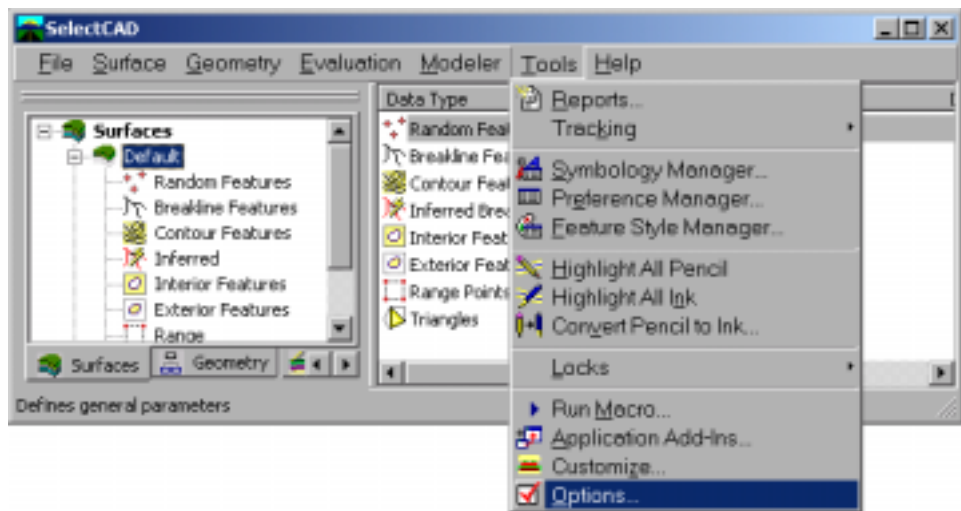 SelectCAD
File Surface Geometry Evaluation Modeler Tools Help
Surfaces
Default
Random Features
Breakline Features
Contour Features
Inferred
Interior Features
Exterior Features
Range
Surfaces Geometry
Defines general parameters
Data Type
Random Feat
Breakline Fea
Contour Feat
Inferred Brea
Interior Feat
Exterior Feat
Range Points
Triangles
Reports...
Tracking
Symbology Manager...
Preference Manager...
Feature Style Manager...
Highlight All Pencil
Highlight All Ink
Convert Pencil to Ink...
Locks
Run Macro...
Application Add-Ins...
Customize...
Options...